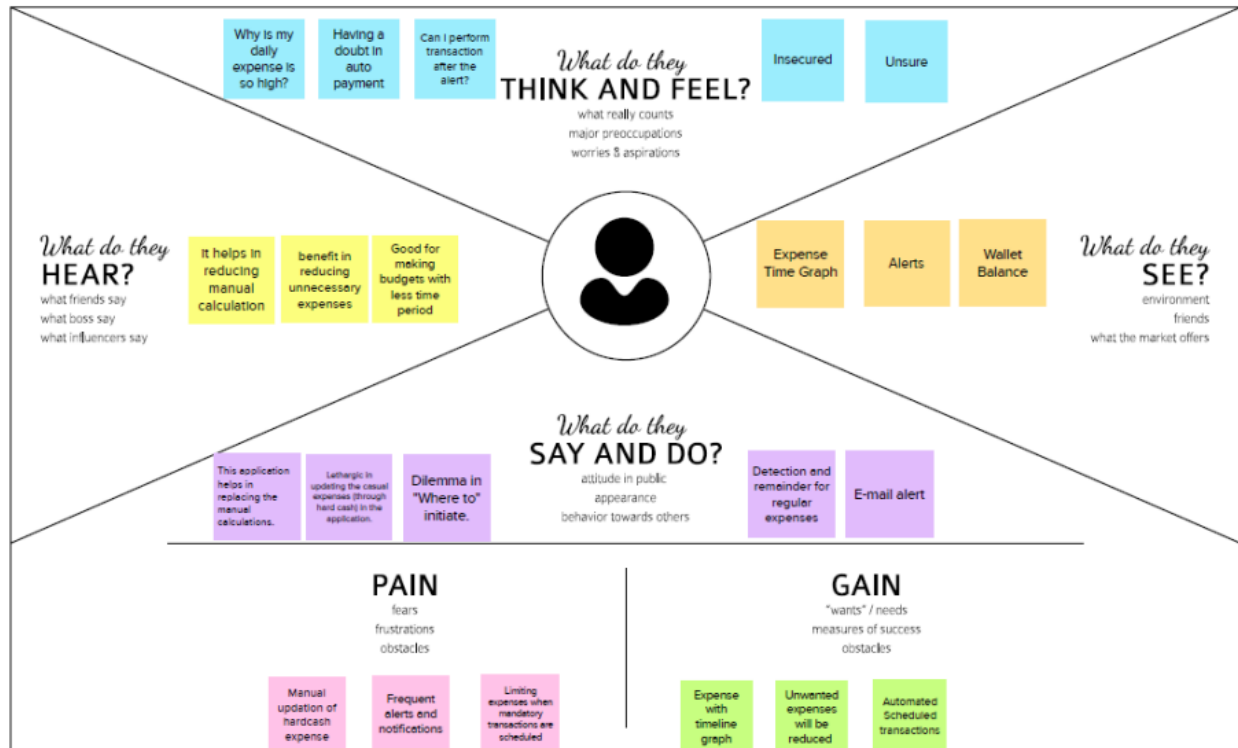 Why is my
daily
expense is
so high?
Having a
doubt in
auto
payment
Can I perform
transaction
after the
alert?
What do they
THINK AND FEEL?
what really counts
major preoccupations
worries & aspirations
Insecured
Unsure
What do they
HEAR?
what friends say
what boss say
what influencers say
It helps in
reducing
manual
calculation
benefit in
reducing
unnecessary
expenses
Good for
making
budgets with
less time
period
Expense
Time Graph
Alerts
Wallet
Balance
What do they
SEE?
environment
friends
what the market offers
What do they
SAY AND DO?
attitude in public
appearance
behavior towards others
This application
helps in
replacing the
manual
calculations.
Lethargic in
updating the casual
expenses (through
hard cash) in the
application.
Dilemma in
"Where to"
initiate.
Detection and
remainder for
regular
expenses
E-mail alert
PAIN
fears
frustrations
obstacles
Manual
updation of
hardcash
expense
Frequent
alerts and
notifications
Limiting
expenses when
mandatory
transactions are
scheduled
GAIN
"wants" / needs
measures of success
obstacles
Expense
with
timeline
graph
Unwanted
expenses
will be
reduced
Automated
Scheduled
transactions